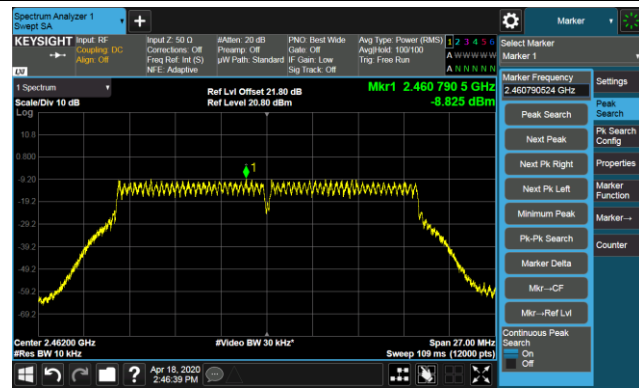 Spectrum Analyzer 1
Swept SA
Marker
KEYSIGHT
Input: RF
Coupling: DC
Align: Off
Input Z: 50 Ω
Corrections: Off
Freq Ref: Int (S)
NFE: Adaptive
#Atten: 20 dB
Preamp: Off
µW Path: Standard
PNO: Best Wide
Gate: Off
IF Gain: Low
Sig Track: Off
Avg Type: Power (RMS)
Avg|Hold: 100/100
Trig: Free Run
1 2 3 4 5 6
A W W W W W
A N N N N N
Select Marker
Marker 1
LXI
1 Spectrum
Scale/Div 10 dB
Log
Ref Lvl Offset 21.80 dB
Ref Level 20.80 dBm
Mkr1 2.460 790 5 GHz
-8.825 dBm
10.8
0.800
-9.20
-19.2
-29.2
-39.2
-49.2
-59.2
-69.2
1
Center 2.46200 GHz
#Res BW 10 kHz
#Video BW 30 kHz*
Span 27.00 MHz
Sweep 109 ms (12000 pts)
Marker Frequency
2.460790524 GHz
Peak Search
Next Peak
Next Pk Right
Next Pk Left
Minimum Peak
Pk-Pk Search
Marker Delta
Mkr→CF
Mkr→Ref Lvl
Continuous Peak
Search
On
Off
Settings
Peak
Search
Pk Search
Config
Properties
Marker
Function
Marker→
Counter
Apr 18, 2020
2:46:39 PM